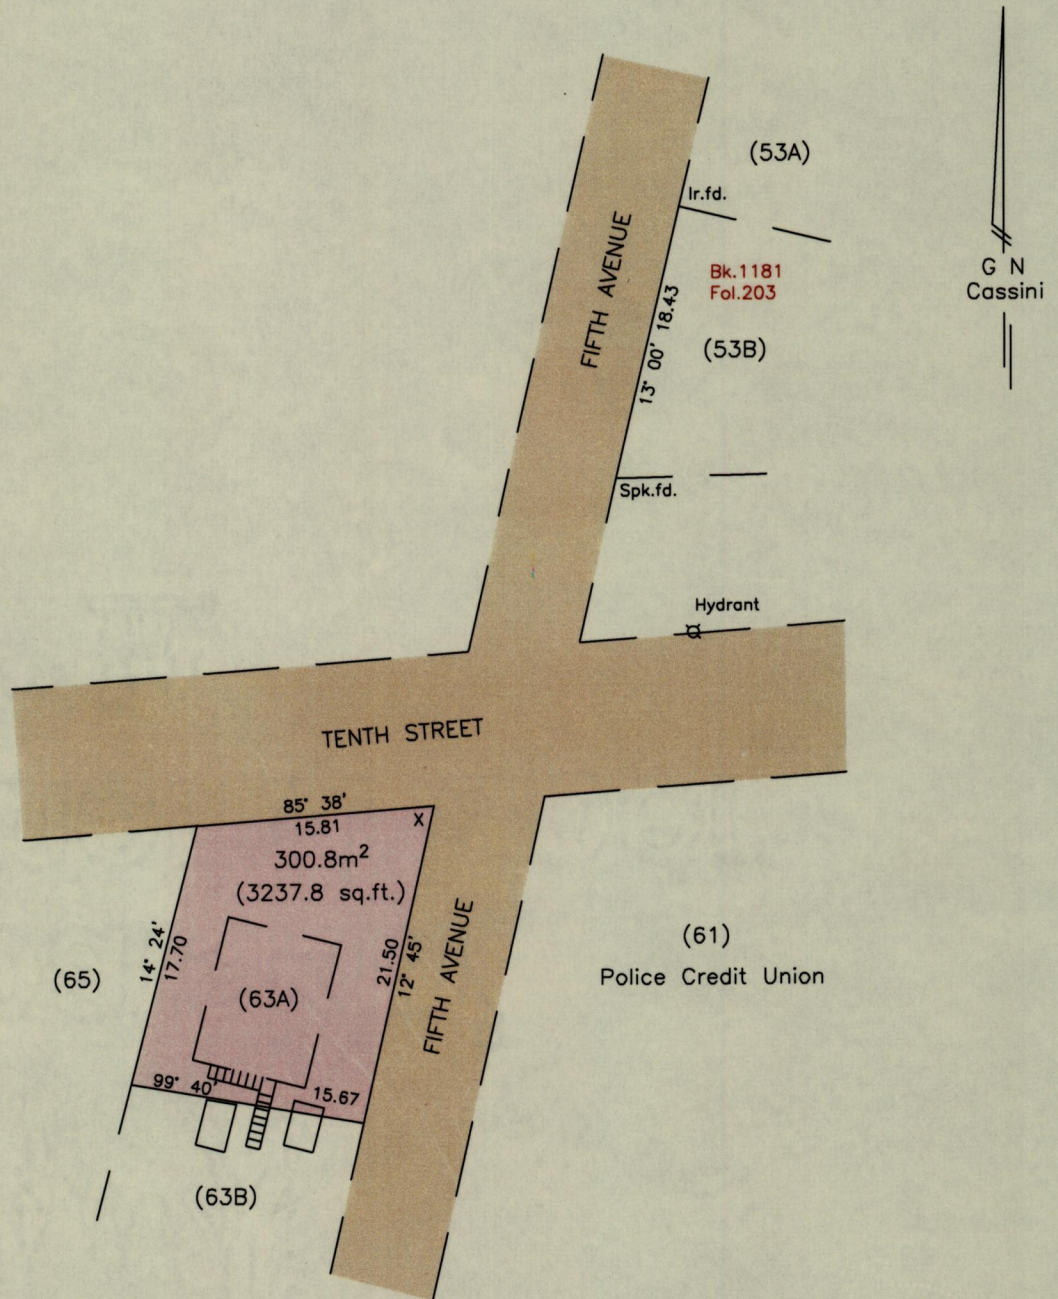 (53A)
Ir.fd.
FIFTH AVENUE
G N
Cassini
Bk.1181
Fol.203
13° 00' 18.43
(53B)
Spk.fd.
Hydrant
TENTH STREET
85° 38'
15.81
X
300.8m²
(3237.8 sq.ft.)
14° 24'
17.70
21.50
12° 45'
FIFTH AVENUE
(61)
Police Credit Union
(65)
(63A)
99° 40'
15.67
(63B)